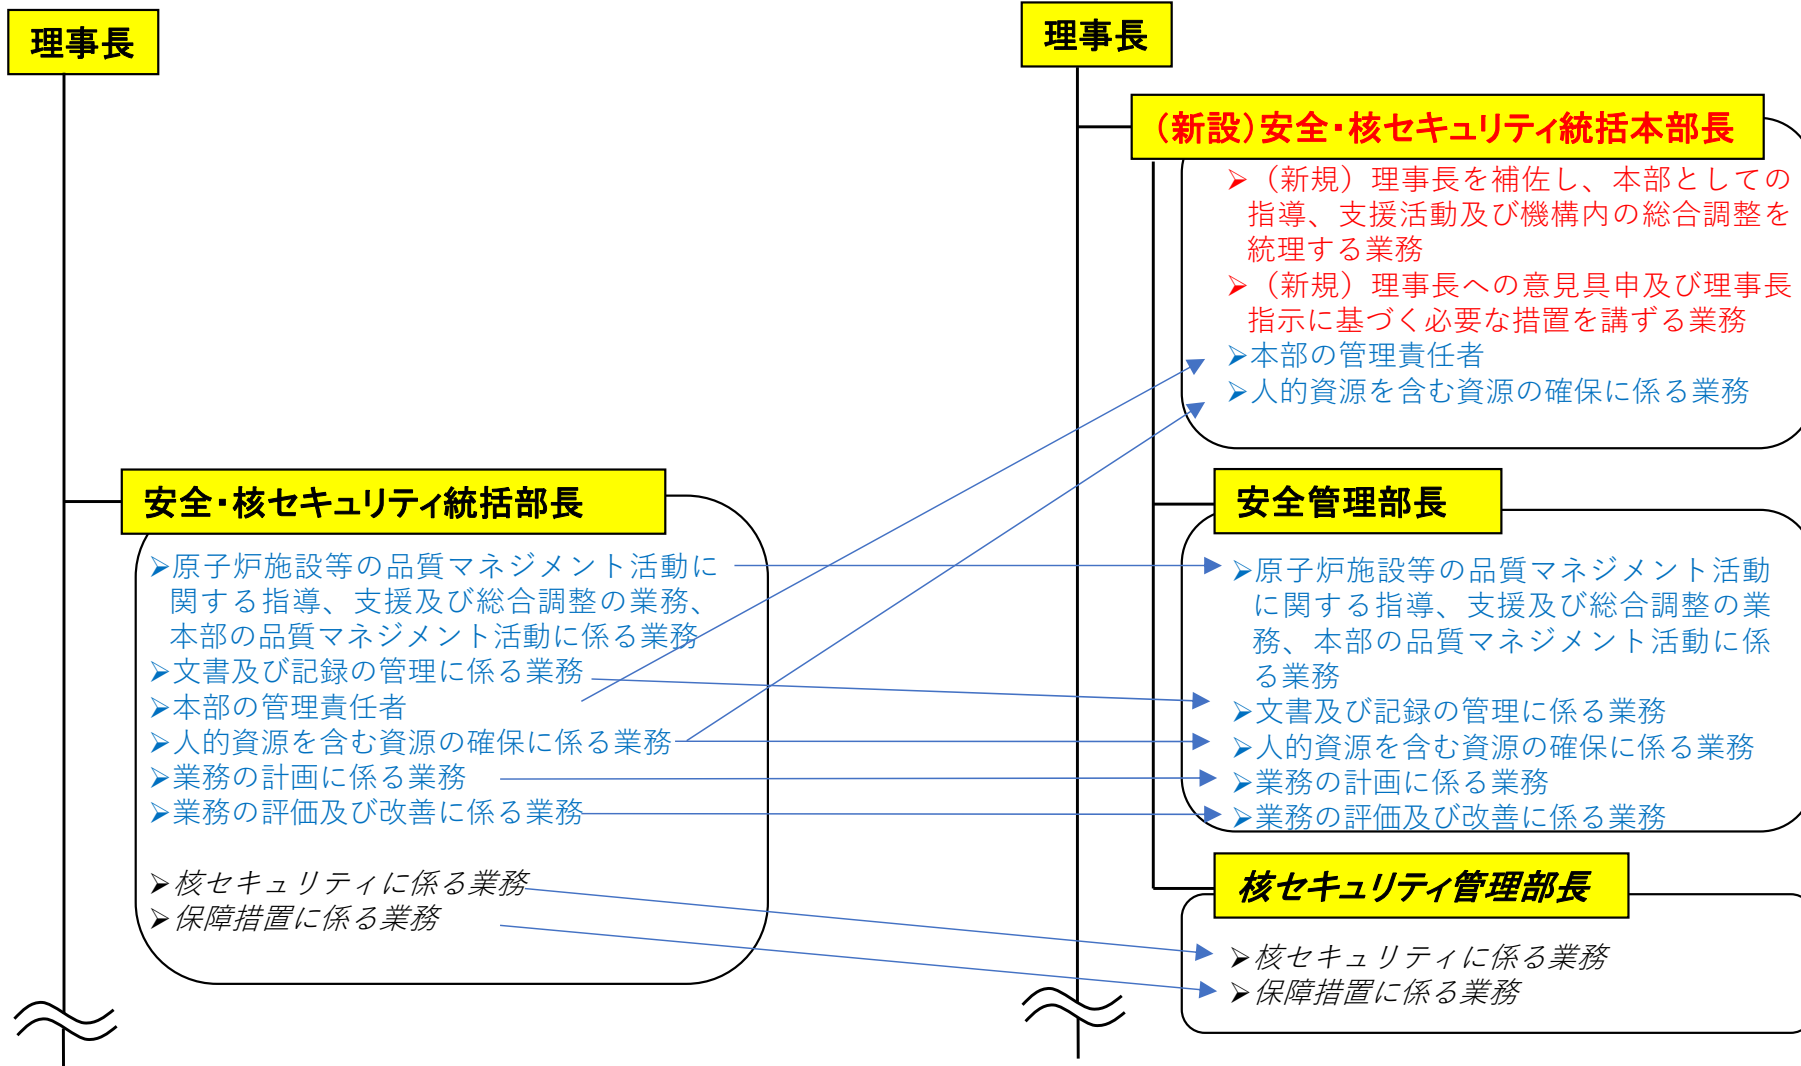 理事長
安全・核セキュリティ統括部長
➢原子炉施設等の品質マネジメント活動に
関する指導、支援及び総合調整の業務、
本部の品質マネジメント活動に係る業務
➢文書及び記録の管理に係る業務
➢本部の管理責任者
➢人的資源を含む資源の確保に係る業務
➢業務の計画に係る業務
➢業務の評価及び改善に係る業務
➢核セキュリティに係る業務
➢保障措置に係る業務
理事長
（新設）安全・核セキュリティ統括本部長
➢（新規）理事長を補佐し、本部としての
指導、支援活動及び機構内の総合調整を
統理する業務
➢（新規）理事長への意見具申及び理事長
指示に基づく必要な措置を講ずる業務
➢本部の管理責任者
➢人的資源を含む資源の確保に係る業務
安全管理部長
➢原子炉施設等の品質マネジメント活動
に関する指導、支援及び総合調整の業
務、本部の品質マネジメント活動に係
る業務
➢文書及び記録の管理に係る業務
➢人的資源を含む資源の確保に係る業務
➢業務の計画に係る業務
➢業務の評価及び改善に係る業務
核セキュリティ管理部長
➢核セキュリティに係る業務
➢保障措置に係る業務